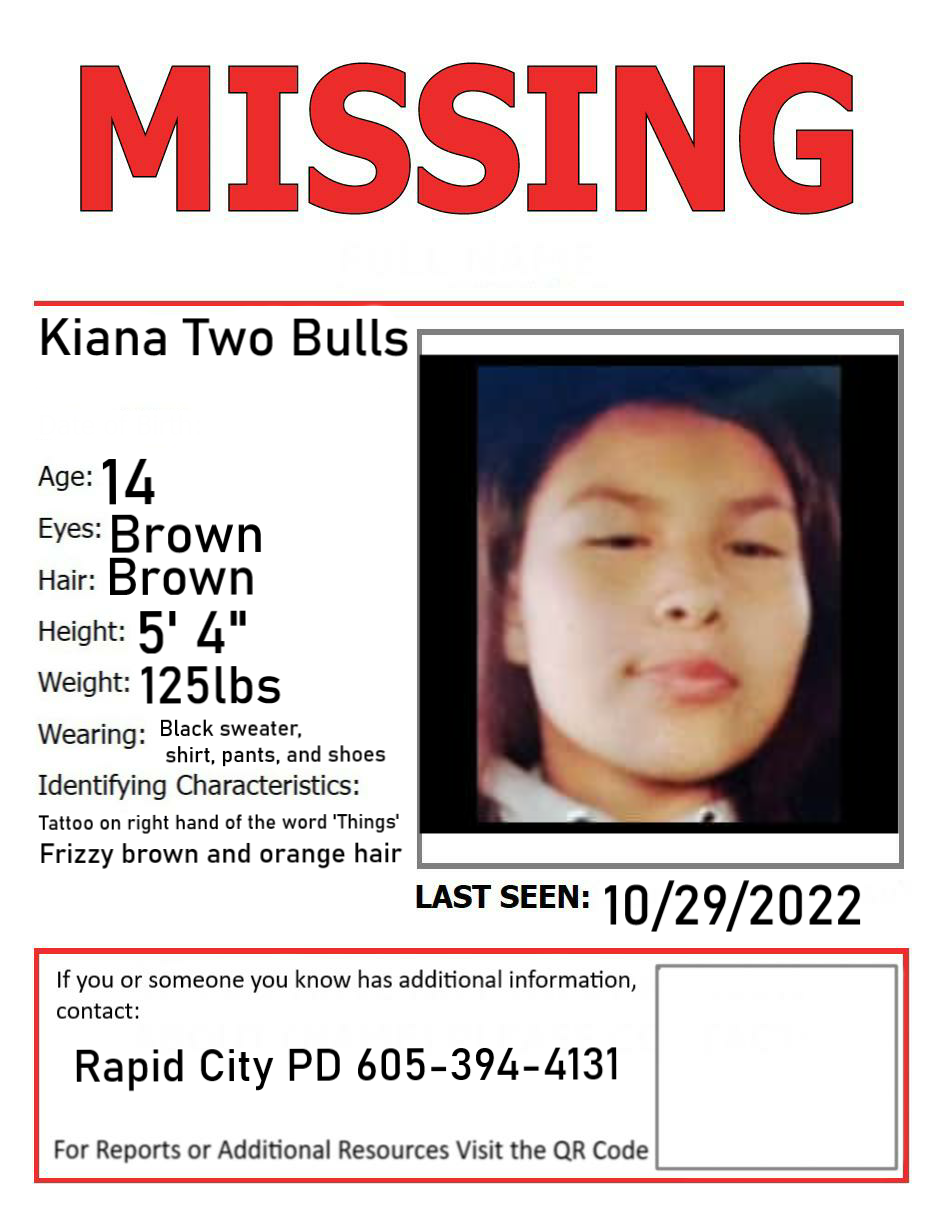 MISSING
Kiana Two Bulls
Age: 14
Eyes: Brown
Hair: Brown
Height: 5' 4"
Weight: 125lbs
Wearing: Black sweater,
shirt, pants, and shoes
Identifying Characteristics:
Tattoo on right hand of the word 'Things'
Frizzy brown and orange hair
LAST SEEN: 10/29/2022
If you or someone you know has additional information,
contact:
Rapid City PD 605-394-4131
For Reports or Additional Resources Visit the QR Code